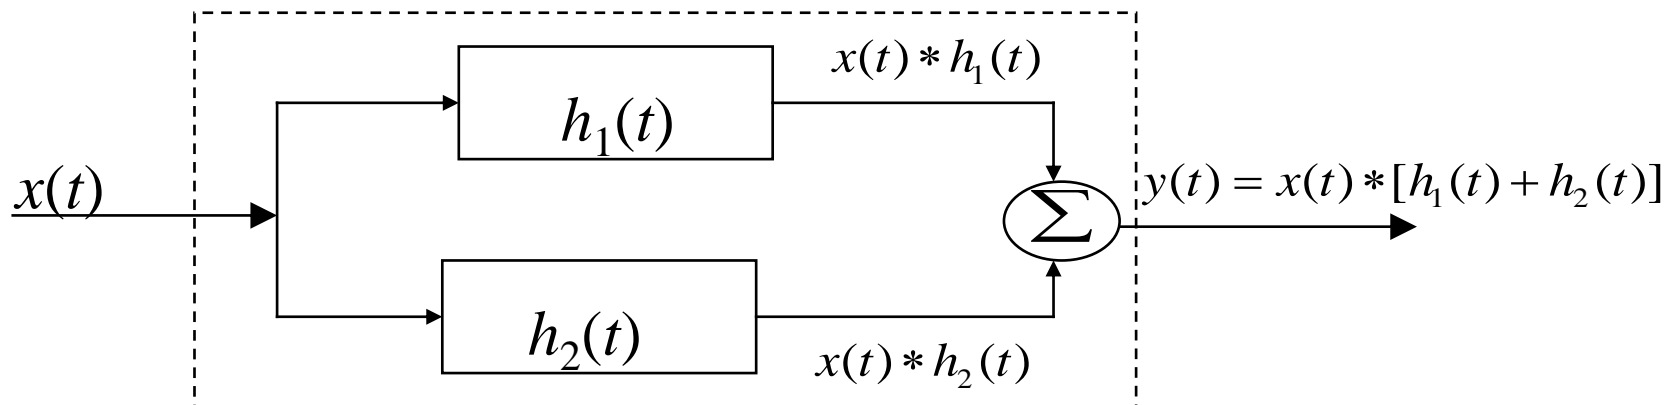 x(t) * h₁(t)
h₁(t)
x(t)
y(t) = x(t) * [h₁(t) + h₂(t)]
Σ
h₂(t)
x(t) * h₂(t)